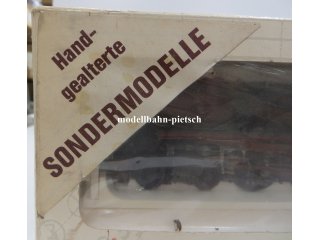 Hand-
gealterte
SONDERMODELLE
modellbahn-pietsch